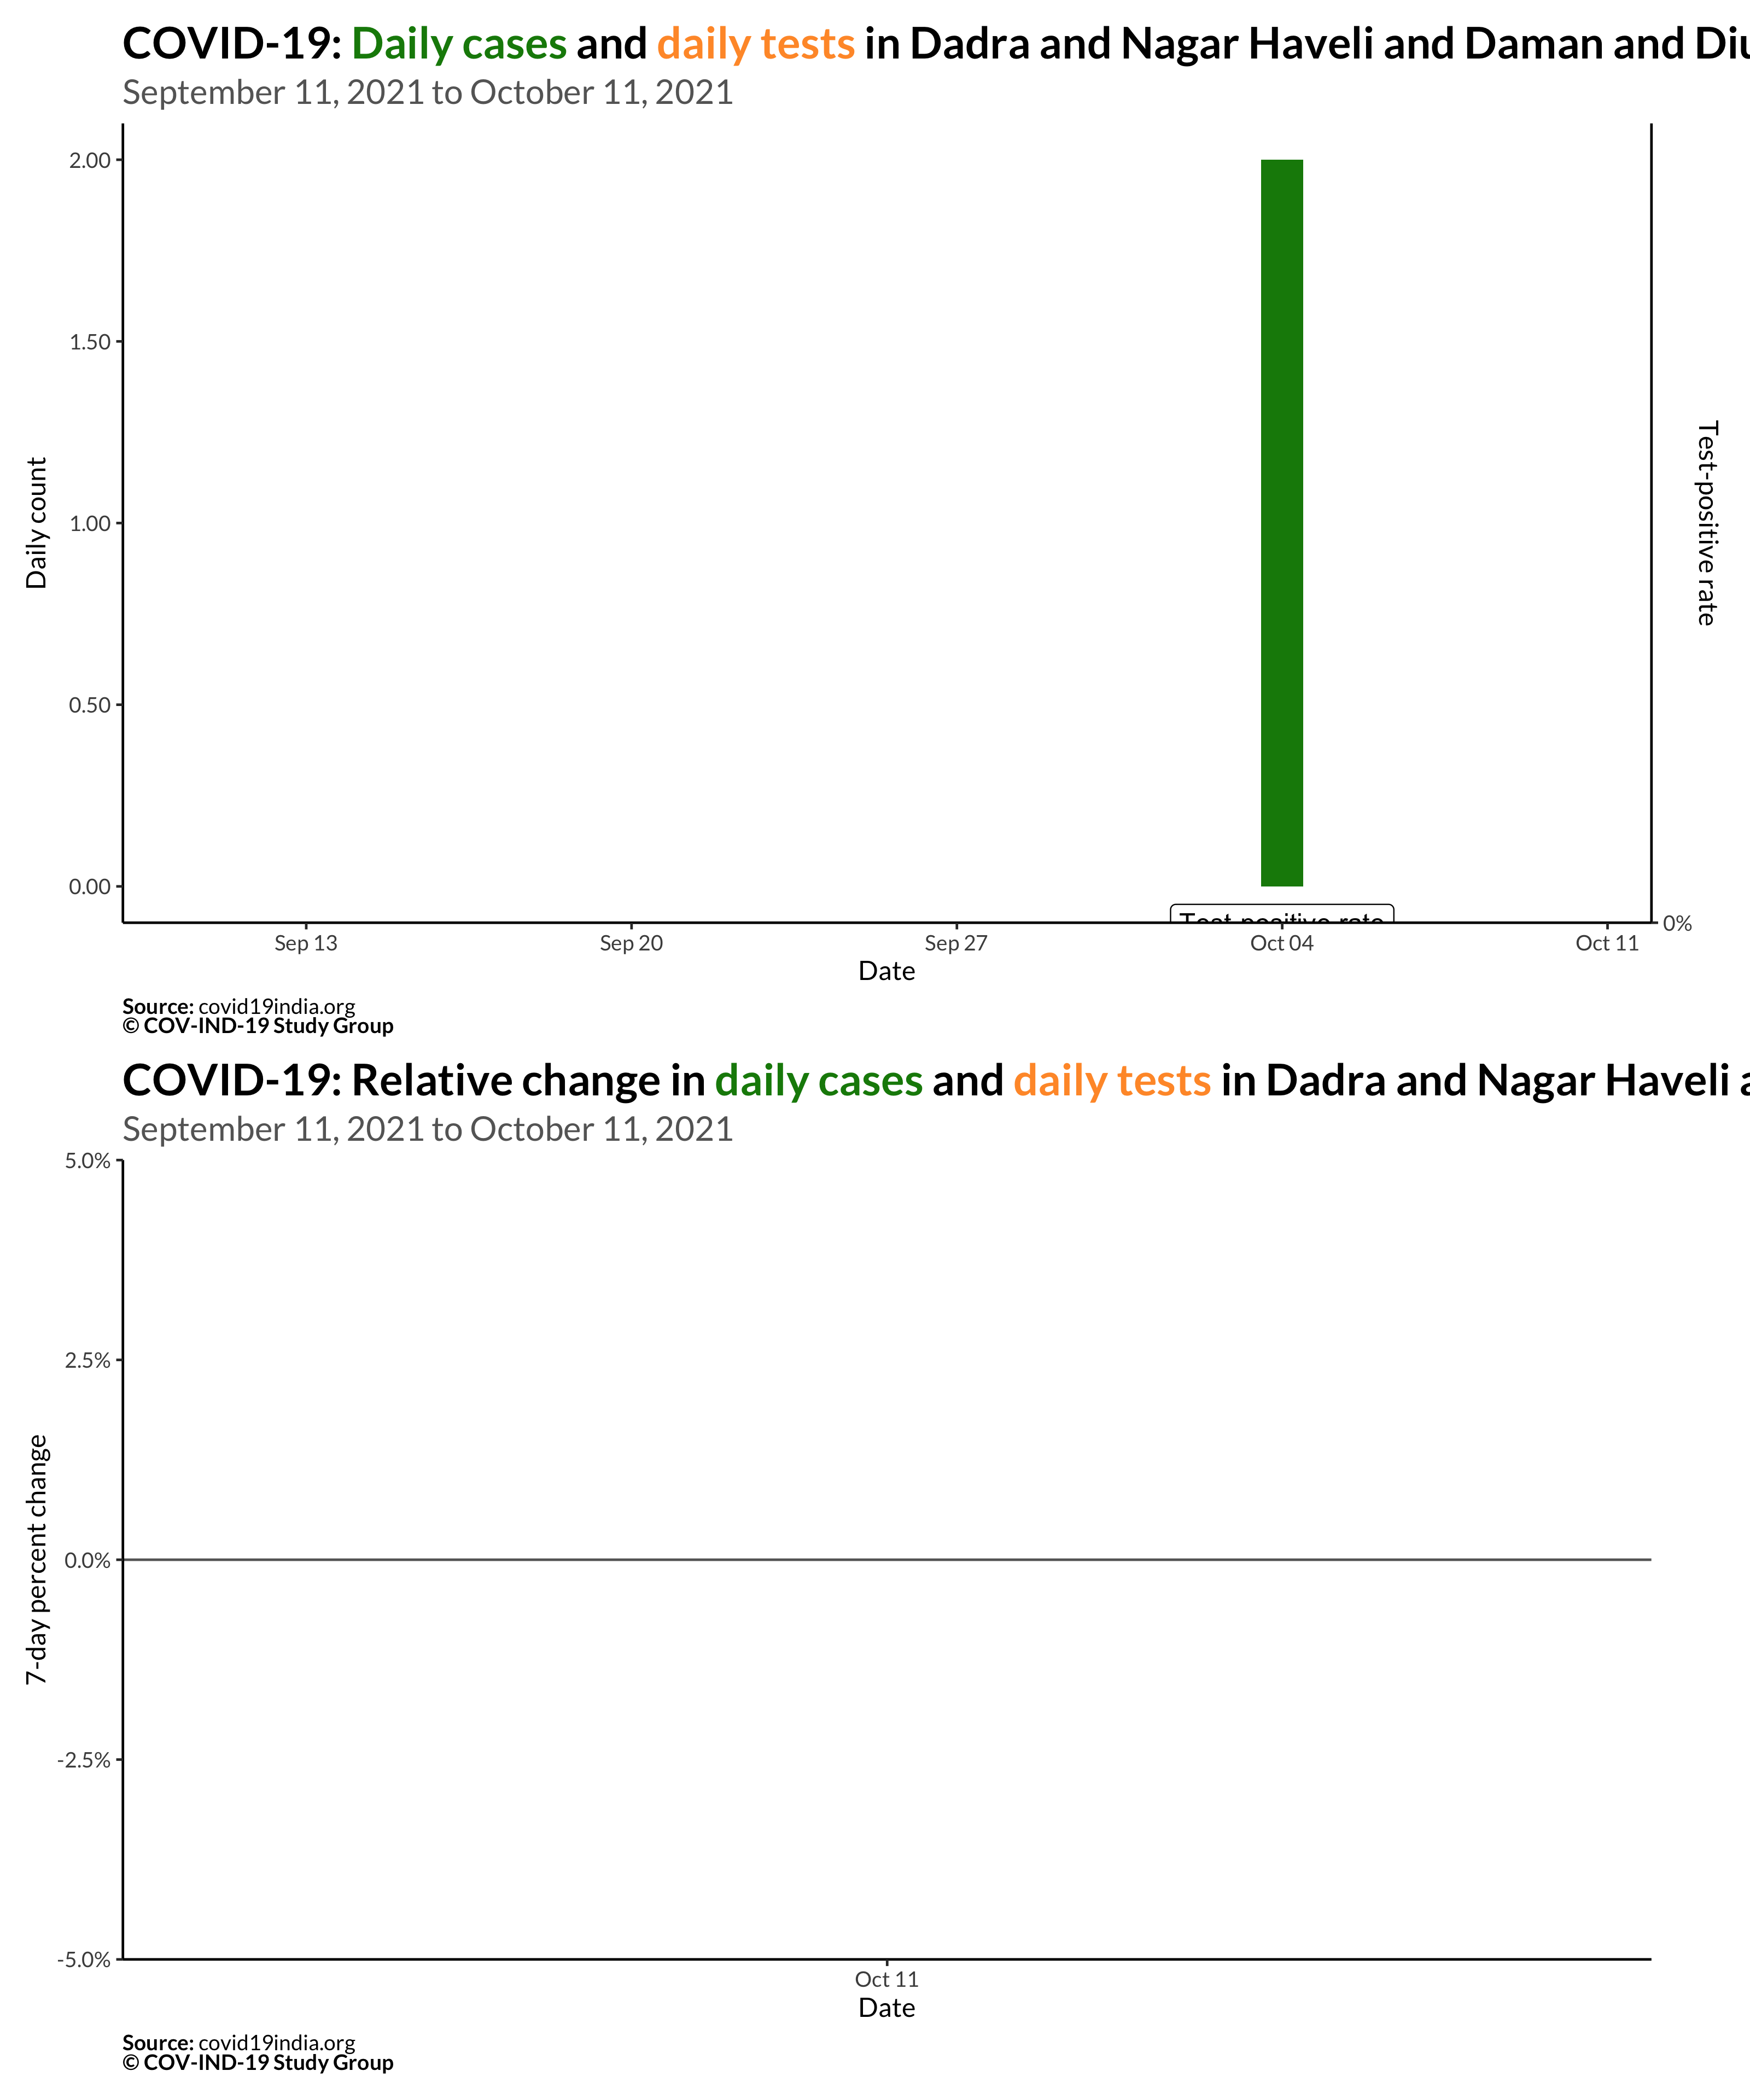 COVID-19: Daily cases and daily tests in Dadra and Nagar Haveli and Daman and Diu
September 11, 2021 to October 11, 2021
2.00
1.50
1.00
0.50
0.00
Daily count
Test-positive rate
Test-positive rate
0%
Sep 13
Sep 20
Sep 27
Oct 04
Oct 11
Date
Source: covid19india.org
© COV-IND-19 Study Group
COVID-19: Relative change in daily cases and daily tests in Dadra and Nagar Haveli a
September 11, 2021 to October 11, 2021
5.0%
2.5%
0.0%
-2.5%
-5.0%
7-day percent change
Oct 11
Date
Source: covid19india.org
© COV-IND-19 Study Group